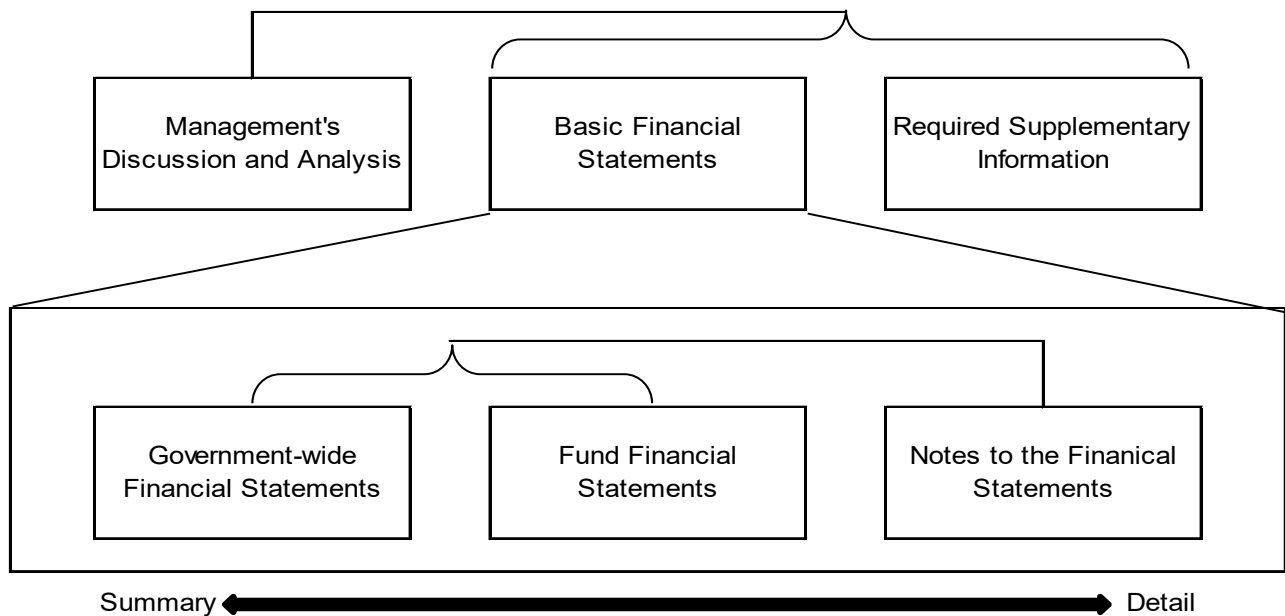 Management's
Discussion and Analysis
Basic Financial
Statements
Required Supplementary
Information
Government-wide
Financial Statements
Fund Financial
Statements
Notes to the Finanical
Statements
Summary
Detail